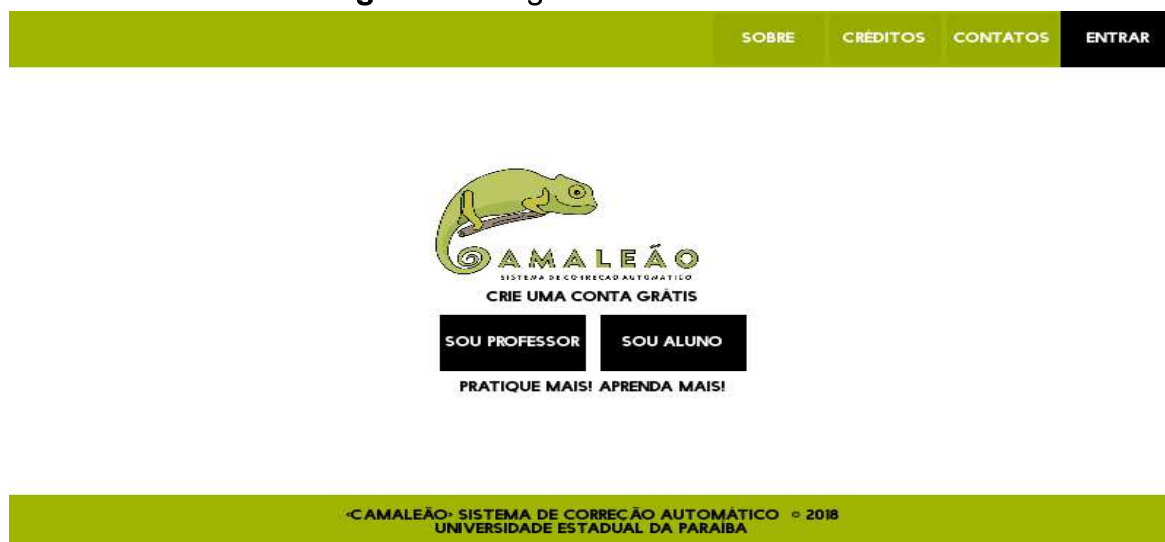 SOBRE CRÉDITOS CONTATOS ENTRAR
CAMALEÃO
SISTEMA DE CORREÇÃO AUTOMÁTICO
CRIE UMA CONTA GRÁTIS
SOU PROFESSOR SOU ALUNO
PRATIQUE MAIS! APRENDA MAIS!
<CAMALEÃO> SISTEMA DE CORREÇÃO AUTOMÁTICO © 2018
UNIVERSIDADE ESTADUAL DA PARAÍBA